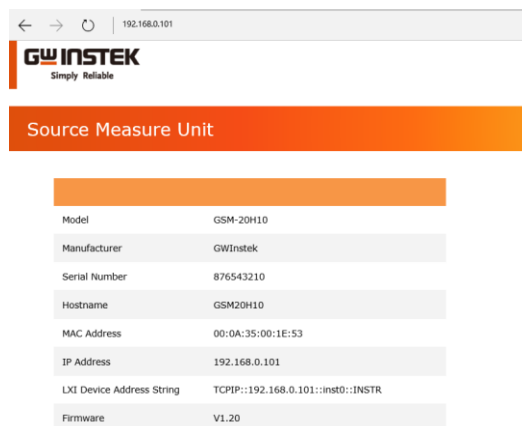 192.168.0.101
GWINSTEK
Simply Reliable
Source Measure Unit
Model GSM-20H10
Manufacturer GWInstek
Serial Number 876543210
Hostname GSM20H10
MAC Address 00:0A:35:00:1E:53
IP Address 192.168.0.101
LXI Device Address String TCPIP::192.168.0.101::inst0::INSTR
Firmware V1.20